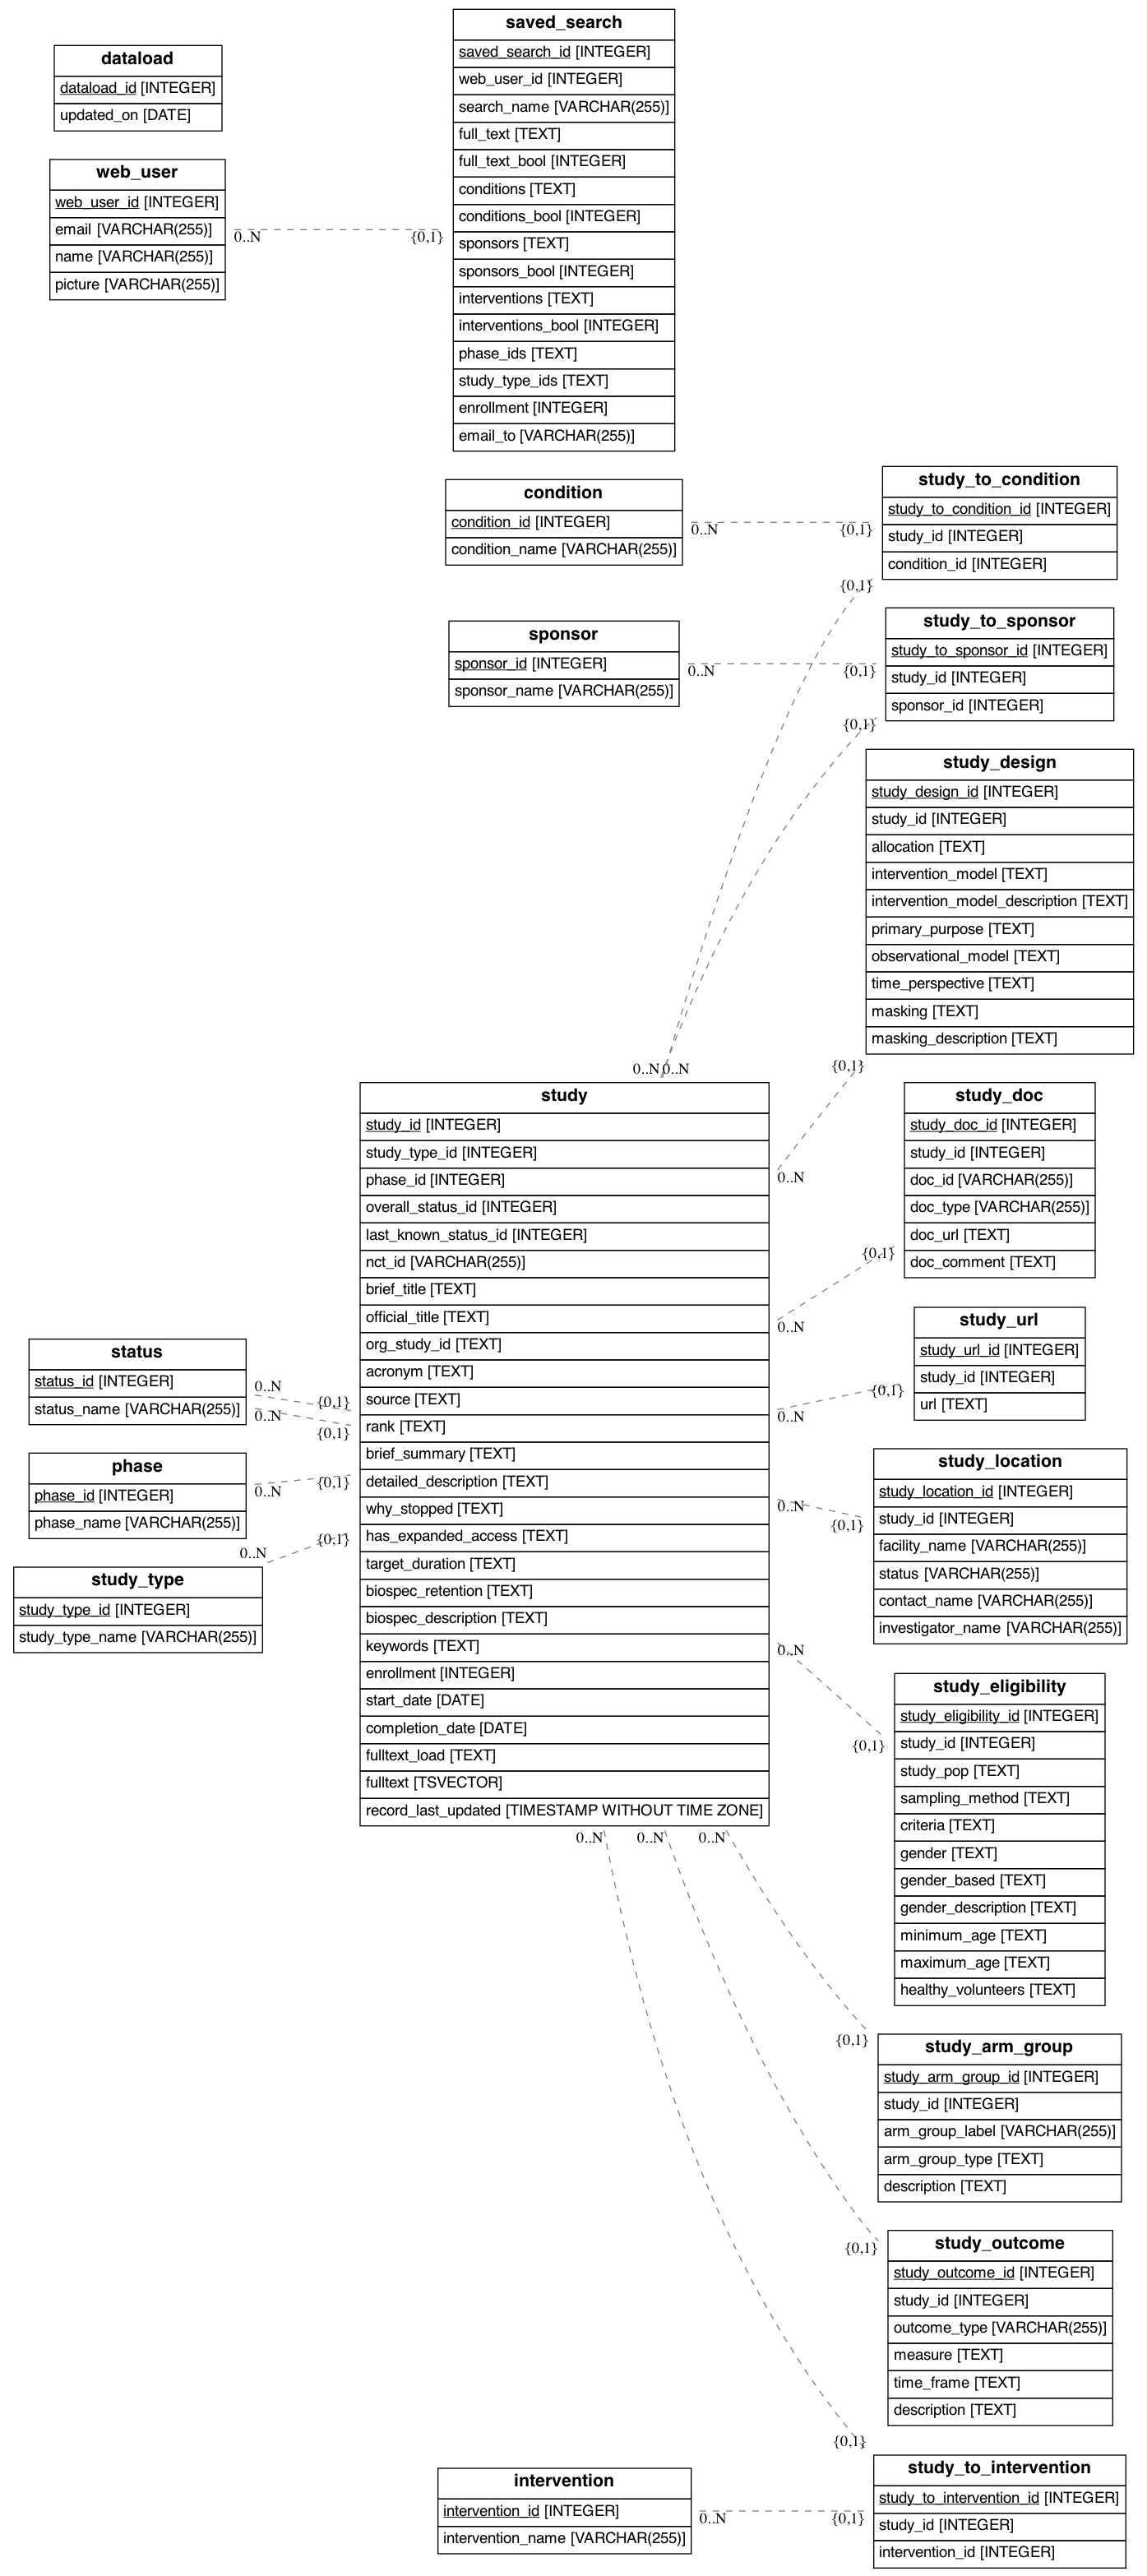 dataload
dataload_id [INTEGER]
updated_on [DATE]
web_user
web_user_id [INTEGER]
email [VARCHAR(255)]
name [VARCHAR(255)]
picture [VARCHAR(255)]
0..N
{0,1}
saved_search
saved_search_id [INTEGER]
web_user_id [INTEGER]
search_name [VARCHAR(255)]
full_text [TEXT]
full_text_bool [INTEGER]
conditions [TEXT]
conditions_bool [INTEGER]
sponsors [TEXT]
sponsors_bool [INTEGER]
interventions [TEXT]
interventions_bool [INTEGER]
phase_ids [TEXT]
study_type_ids [TEXT]
enrollment [INTEGER]
email_to [VARCHAR(255)]
condition
condition_id [INTEGER]
condition_name [VARCHAR(255)]
0..N
{0,1}
study_to_condition
study_to_condition_id [INTEGER]
study_id [INTEGER]
condition_id [INTEGER]
{0,1}
sponsor
sponsor_id [INTEGER]
sponsor_name [VARCHAR(255)]
0..N
{0,1}
study_to_sponsor
study_to_sponsor_id [INTEGER]
study_id [INTEGER]
sponsor_id [INTEGER]
{0,1}
study_design
study_design_id [INTEGER]
study_id [INTEGER]
allocation [TEXT]
intervention_model [TEXT]
intervention_model_description [TEXT]
primary_purpose [TEXT]
observational_model [TEXT]
time_perspective [TEXT]
masking [TEXT]
masking_description [TEXT]
0..N
0..N
{0,1}
study
study_id [INTEGER]
study_type_id [INTEGER]
phase_id [INTEGER]
overall_status_id [INTEGER]
last_known_status_id [INTEGER]
nct_id [VARCHAR(255)]
brief_title [TEXT]
official_title [TEXT]
org_study_id [TEXT]
acronym [TEXT]
source [TEXT]
rank [TEXT]
brief_summary [TEXT]
detailed_description [TEXT]
why_stopped [TEXT]
has_expanded_access [TEXT]
target_duration [TEXT]
biospec_retention [TEXT]
biospec_description [TEXT]
keywords [TEXT]
enrollment [INTEGER]
start_date [DATE]
completion_date [DATE]
fulltext_load [TEXT]
fulltext [TSVECTOR]
record_last_updated [TIMESTAMP WITHOUT TIME ZONE]
0..N
study_doc
study_doc_id [INTEGER]
study_id [INTEGER]
doc_id [VARCHAR(255)]
doc_type [VARCHAR(255)]
doc_url [TEXT]
doc_comment [TEXT]
{0,1}
0..N
study_url
study_url_id [INTEGER]
study_id [INTEGER]
url [TEXT]
{0,1}
0..N
status
status_id [INTEGER]
status_name [VARCHAR(255)]
0..N
{0,1}
0..N
{0,1}
phase
phase_id [INTEGER]
phase_name [VARCHAR(255)]
0..N
{0,1}
study_type
study_type_id [INTEGER]
study_type_name [VARCHAR(255)]
0..N
{0,1}
study_location
study_location_id [INTEGER]
study_id [INTEGER]
facility_name [VARCHAR(255)]
status [VARCHAR(255)]
contact_name [VARCHAR(255)]
investigator_name [VARCHAR(255)]
0..N
{0,1}
study_eligibility
study_eligibility_id [INTEGER]
study_id [INTEGER]
study_pop [TEXT]
sampling_method [TEXT]
criteria [TEXT]
gender [TEXT]
gender_based [TEXT]
gender_description [TEXT]
minimum_age [TEXT]
maximum_age [TEXT]
healthy_volunteers [TEXT]
0..N
{0,1}
0..N
0..N
0..N
study_arm_group
study_arm_group_id [INTEGER]
study_id [INTEGER]
arm_group_label [VARCHAR(255)]
arm_group_type [TEXT]
description [TEXT]
{0,1}
study_outcome
study_outcome_id [INTEGER]
study_id [INTEGER]
outcome_type [VARCHAR(255)]
measure [TEXT]
time_frame [TEXT]
description [TEXT]
{0,1}
{0,1}
intervention
intervention_id [INTEGER]
intervention_name [VARCHAR(255)]
0..N
{0,1}
study_to_intervention
study_to_intervention_id [INTEGER]
study_id [INTEGER]
intervention_id [INTEGER]